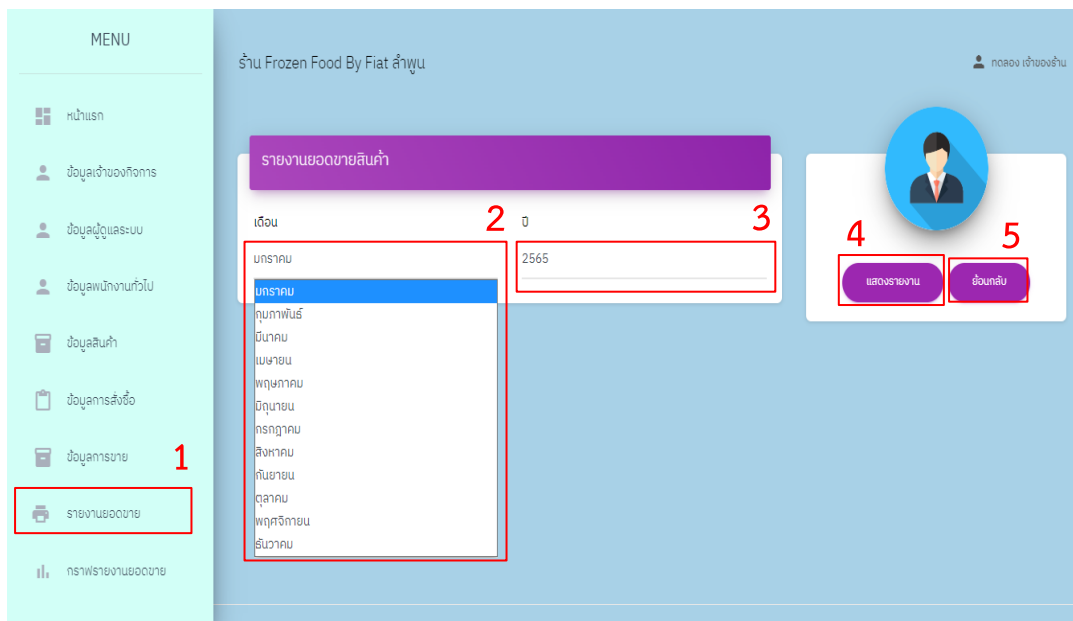 MENU
หน้าแรก
ข้อมูลเจ้าของกิจการ
ข้อมูลผู้ดูแลระบบ
ข้อมูลพนักงานทั่วไป
ข้อมูลสินค้า
ข้อมูลการสั่งซื้อ
ข้อมูลการขาย
1
รายงานยอดขาย
กราฟรายงานยอดขาย
ร้าน Frozen Food By Fiat ลำพูน
ทดลอง เจ้าของร้าน
รายงานยอดขายสินค้า
เดือน
2
ปี
3
มกราคม
2565
มกราคม
กุมภาพันธ์
มีนาคม
เมษายน
พฤษภาคม
มิถุนายน
กรกฎาคม
สิงหาคม
กันยายน
ตุลาคม
พฤศจิกายน
ธันวาคม
4
5
แสดงรายงาน
ย้อนกลับ